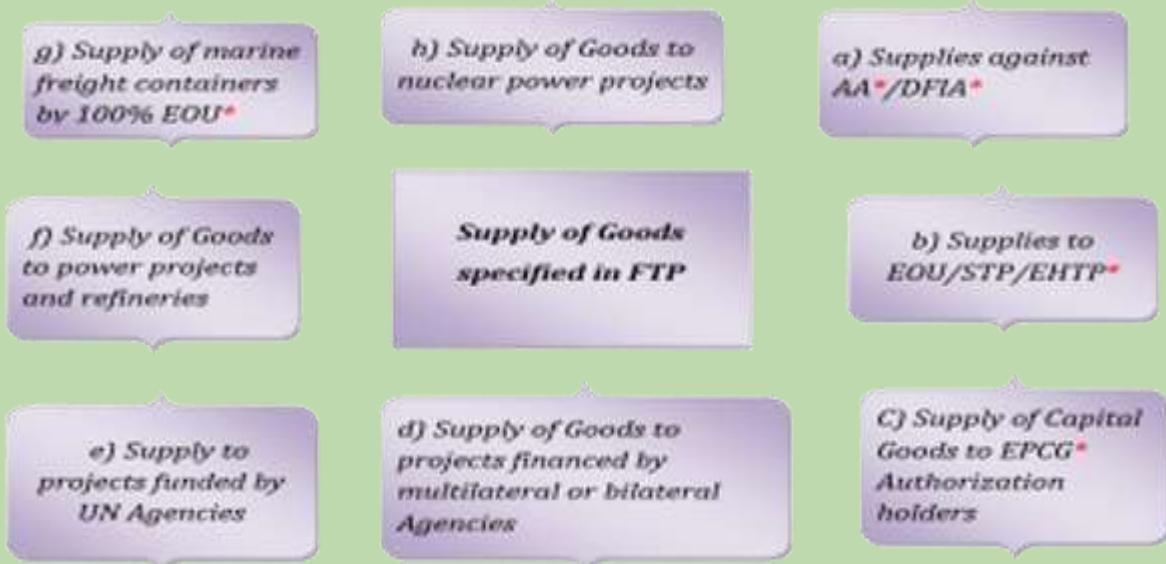 g) Supply of marine
freight containers
by 100% EOU*
h) Supply of Goods to
nuclear power projects
a) Supplies against
AA*/DFIA*
f) Supply of Goods
to power projects
and refineries
Supply of Goods
specified in FTP
b) Supplies to
EOU/STP/EHTP*
e) Supply to
projects funded by
UN Agencies
d) Supply of Goods to
projects financed by
multilateral or bilateral
Agencies
C) Supply of Capital
Goods to EPCG*
Authorization
holders